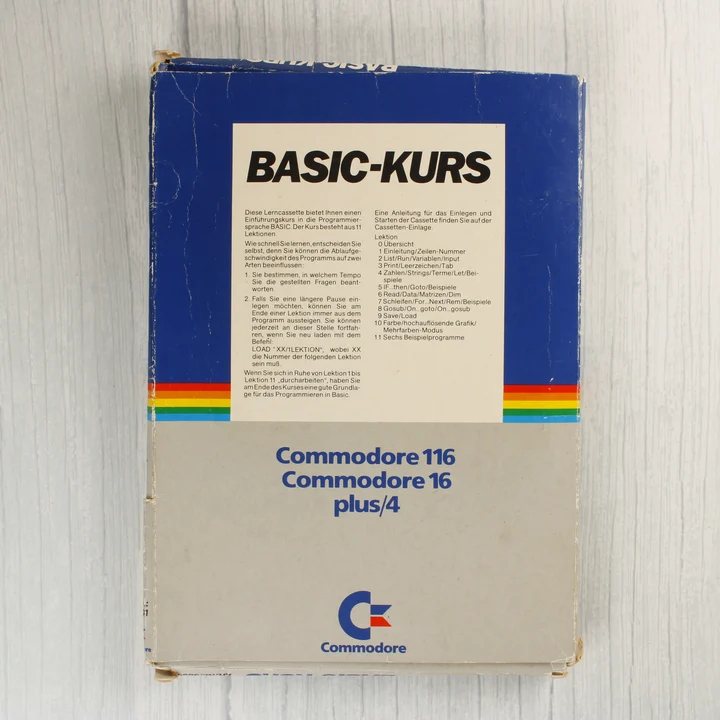 BASIC-KURS
BASIC-KURS
Diese Lerncassette bietet Ihnen einen
Einführungskurs in die Programmier-
sprache BASIC. Der Kurs besteht aus 11
Lektionen.
Wie schnell Sie lernen, entscheiden Sie
selbst, denn Sie können die Ablaufge-
schwindigkeit des Programms auf zwei
Arten beeinflussen:
1. Sie bestimmen, in welchem Tempo
Sie die gestellten Fragen beant-
worten.
2. Falls Sie eine längere Pause ein-
legen möchten, können Sie am
Ende einer Lektion immer aus dem
Programm aussteigen. Sie können
jederzeit an dieser Stelle fortfah-
ren, wenn Sie neu laden mit dem
Befehl:
LOAD "XX/1LEKTION", wobei XX
die Nummer der folgenden Lektion
sein muß.
Wenn Sie sich in Ruhe von Lektion 1 bis
Lektion 11 „durcharbeiten", haben Sie
am Ende des Kurses eine gute Grundla-
ge für das Programmieren in Basic.
Eine Anleitung für das Einlegen und
Starten der Cassette finden Sie auf der
Cassetten-Einlage.
Lektion
0 Übersicht
1 Einleitung/Zeilen-Nummer
2 List/Run/Variablen/Input
3 Print/Leerzeichen/Tab
4 Zahlen/Strings/Terme/Let/Bei-
spiele
5 IF...then/Goto/Beispiele
6 Read/Data/Matrizen/Dim
7 Schleifen/For...Next/Rem/Beispiele
8 Gosub/On...goto/On...gosub
9 Save/Load
10 Farbe/hochauflösende Grafik/
Mehrfarben-Modus
11 Sechs Beispielprogramme
Commodore 116
Commodore 16
plus/4
Commodore